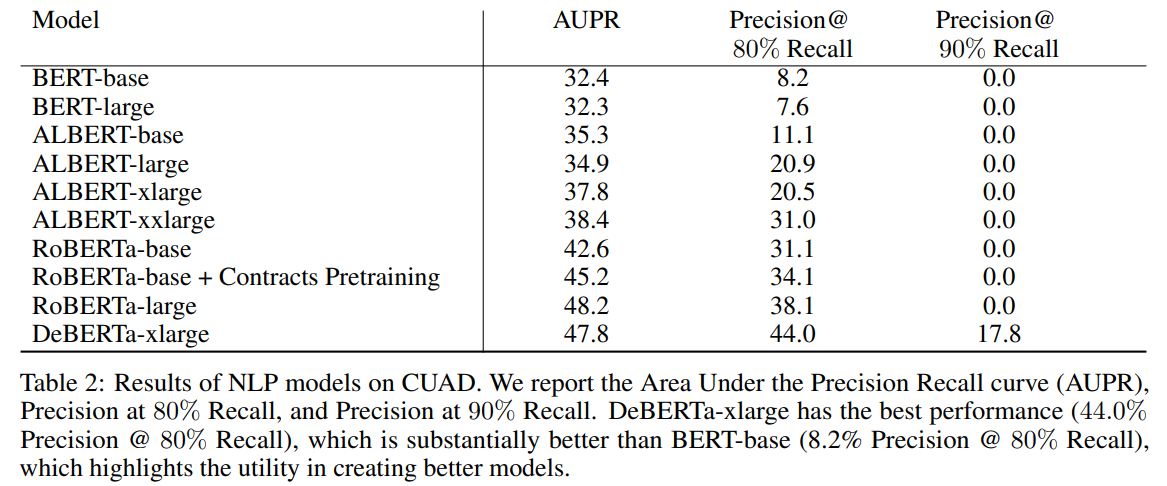 Model AUPR Precision@ 80% Recall Precision@ 90% Recall
BERT-base 32.4 8.2 0.0
BERT-large 32.3 7.6 0.0
ALBERT-base 35.3 11.1 0.0
ALBERT-large 34.9 20.9 0.0
ALBERT-xlarge 37.8 20.5 0.0
ALBERT-xxlarge 38.4 31.0 0.0
RoBERTa-base 42.6 31.1 0.0
RoBERTa-base + Contracts Pretraining 45.2 34.1 0.0
RoBERTa-large 48.2 38.1 0.0
DeBERTa-xlarge 47.8 44.0 17.8
Table 2: Results of NLP models on CUAD. We report the Area Under the Precision Recall curve (AUPR),
Precision at 80% Recall, and Precision at 90% Recall. DeBERTa-xlarge has the best performance (44.0%
Precision @ 80% Recall), which is substantially better than BERT-base (8.2% Precision @ 80% Recall),
which highlights the utility in creating better models.